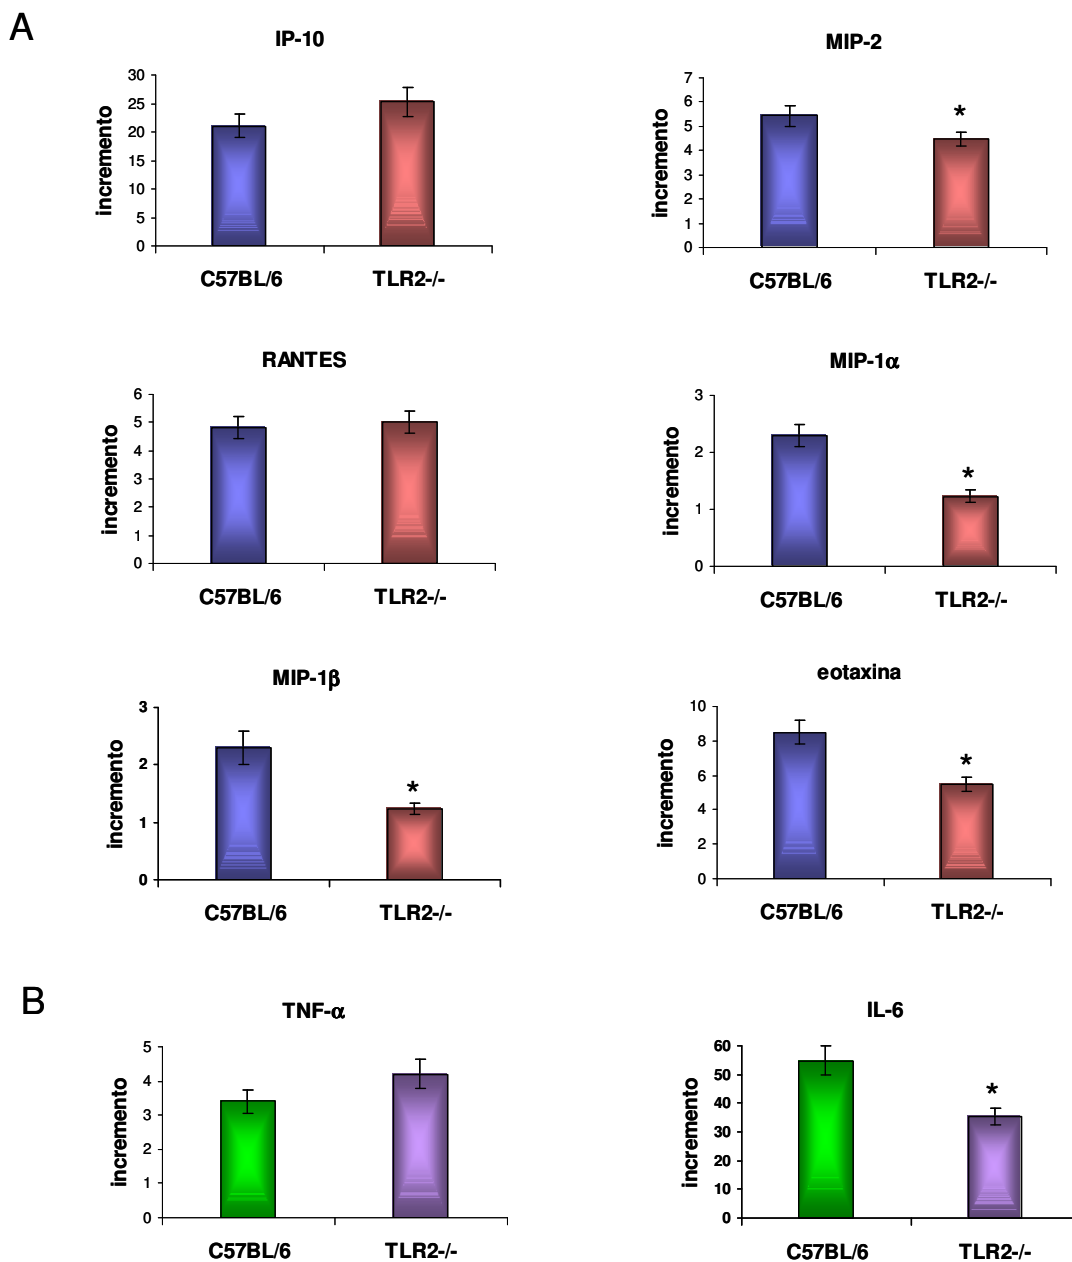 A
IP-10
incremento
30
25
20
15
10
5
0
C57BL/6 TLR2-/-
MIP-2
incremento
7
6
5
4
3
2
1
0
*
C57BL/6 TLR2-/-
RANTES
incremento
6
5
4
3
2
1
0
C57BL/6 TLR2-/-
MIP-1α
incremento
3
2
1
0
*
C57BL/6 TLR2-/-
MIP-1β
incremento
3
2
1
0
*
C57BL/6 TLR2-/-
eotaxina
incremento
10
8
6
4
2
0
*
C57BL/6 TLR2-/-
B
TNF-α
incremento
5
4
3
2
1
0
C57BL/6 TLR2-/-
IL-6
incremento
60
50
40
30
20
10
0
*
C57BL/6 TLR2-/-